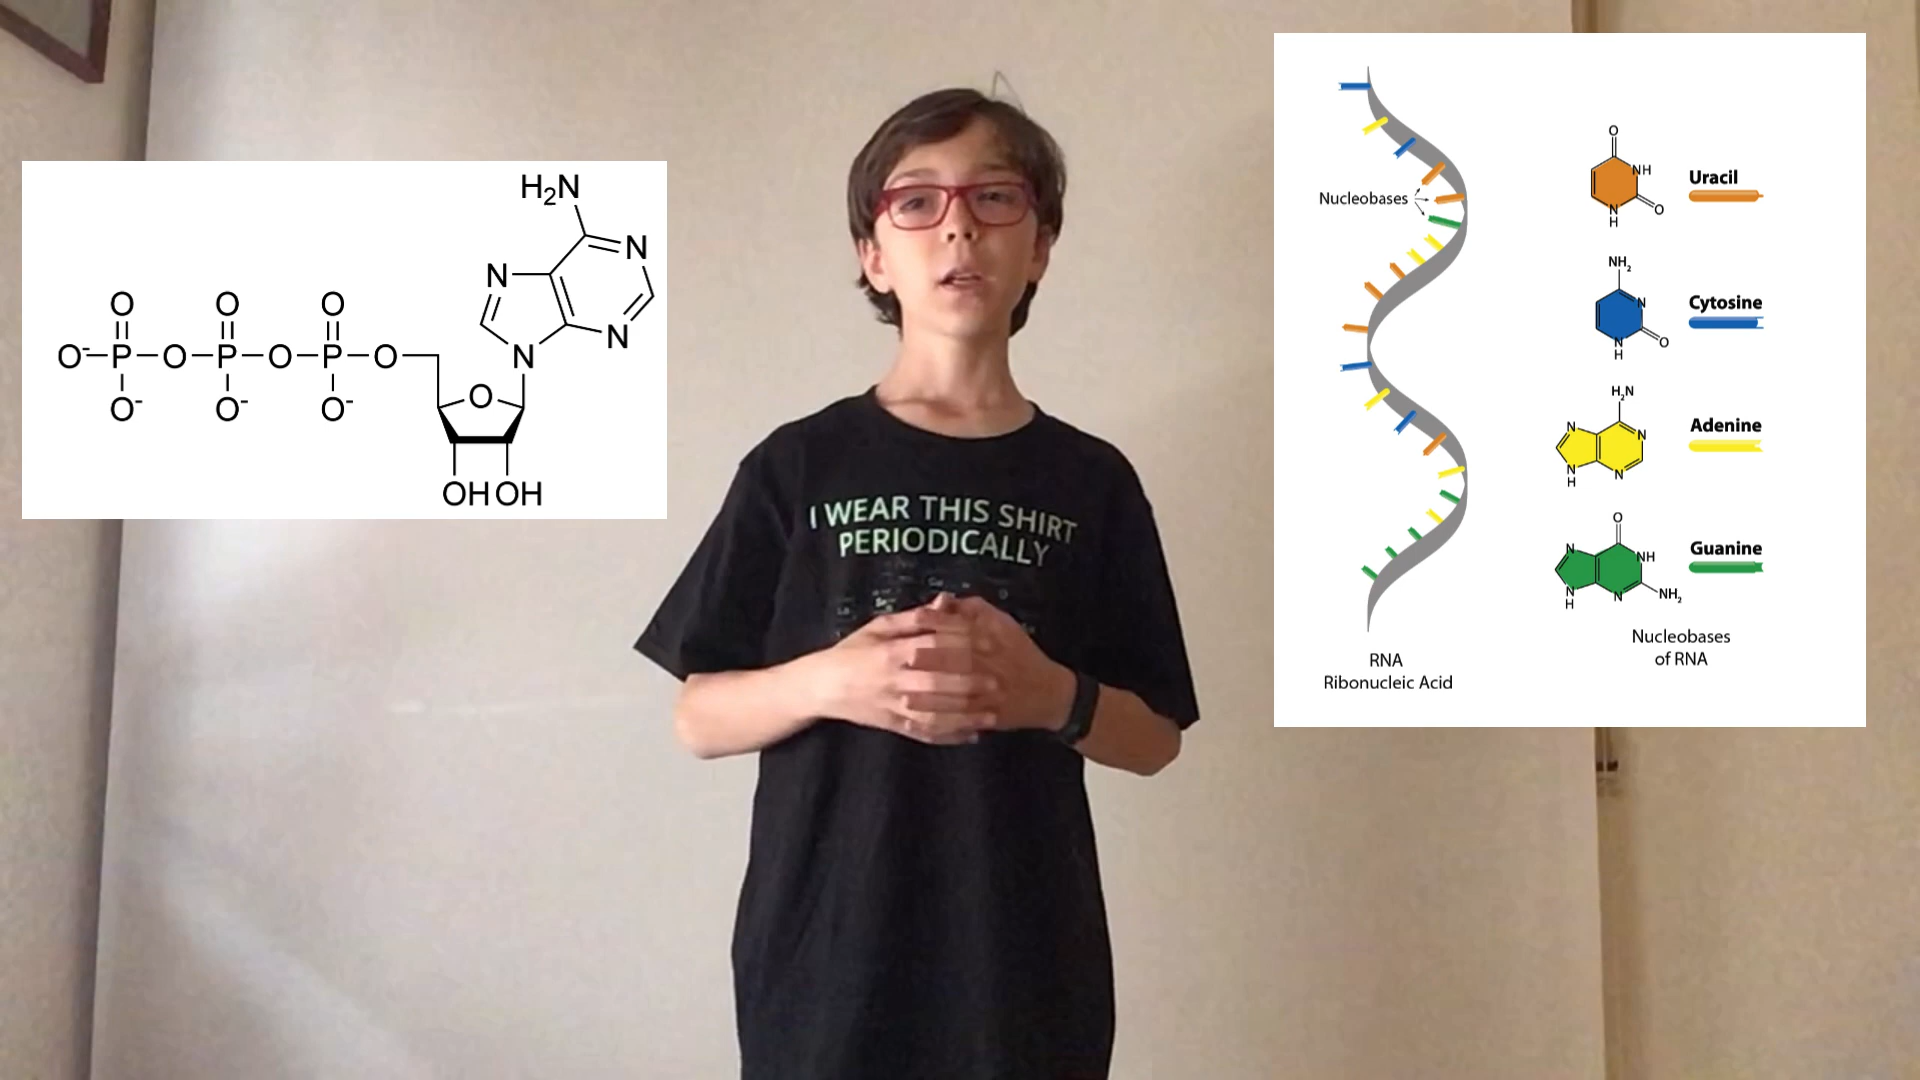 H₂N
N
N
N
N
O
O
O
O⁻
P
O
P
O
P
O
O⁻
O⁻
O⁻
O
OH
OH
I WEAR THIS SHIRT
PERIODICALLY
Nucleobases
RNA
Ribonucleic Acid
O
NH
O
N
H
Uracil
NH₂
N
O
N
H
Cytosine
H₂N
N
N
N
H
N
Adenine
O
N
NH
N
H
N
NH₂
Guanine
Nucleobases
of RNA